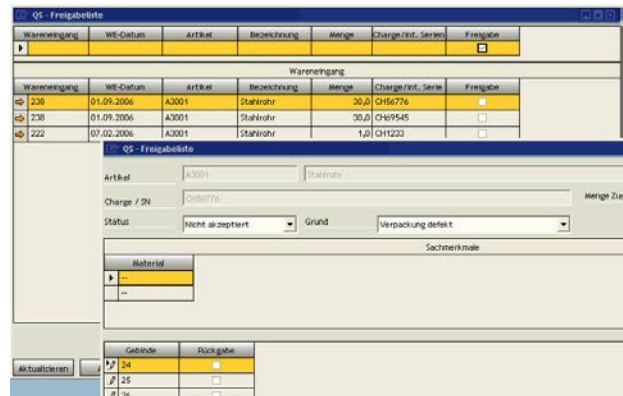 QS - Freigabeliste
Wareneingang WE-Datum Artikel Bezeichnung Menge Charge/int. Serien Freigabe
Wareneingang
Wareneingang WE-Datum Artikel Bezeichnung Menge Charge/int. Serie Freigabe
230 01.09.2006 A3001 Stahlrohr 30,0 CH56776
238 01.09.2006 A3001 Stahlrohr 30,0 CH69545
222 07.02.2006 A3001 Stahlrohr 1,0 CH1233
QS - Freigabeliste
Artikel A3001 Stahlrohr
Charge / SN CH56776 Menge Zus
Status Nicht akzeptiert Grund Verpackung defekt
Sachmerkmale
Material
--
--
Gebinde Rückgabe
24
25
26
Aktualisieren A